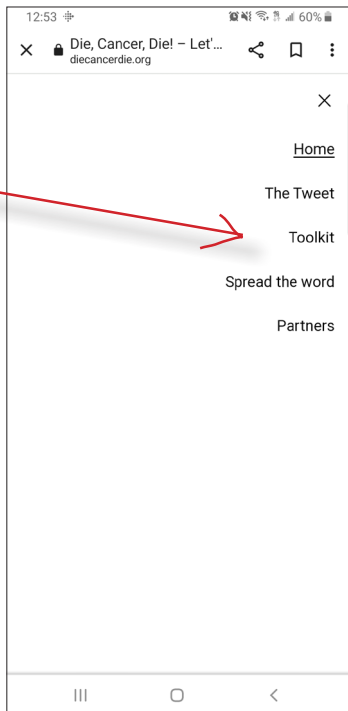 12:53
60%
Die, Cancer, Die! – Let'...
diecancerdie.org
Home
The Tweet
Toolkit
Spread the word
Partners